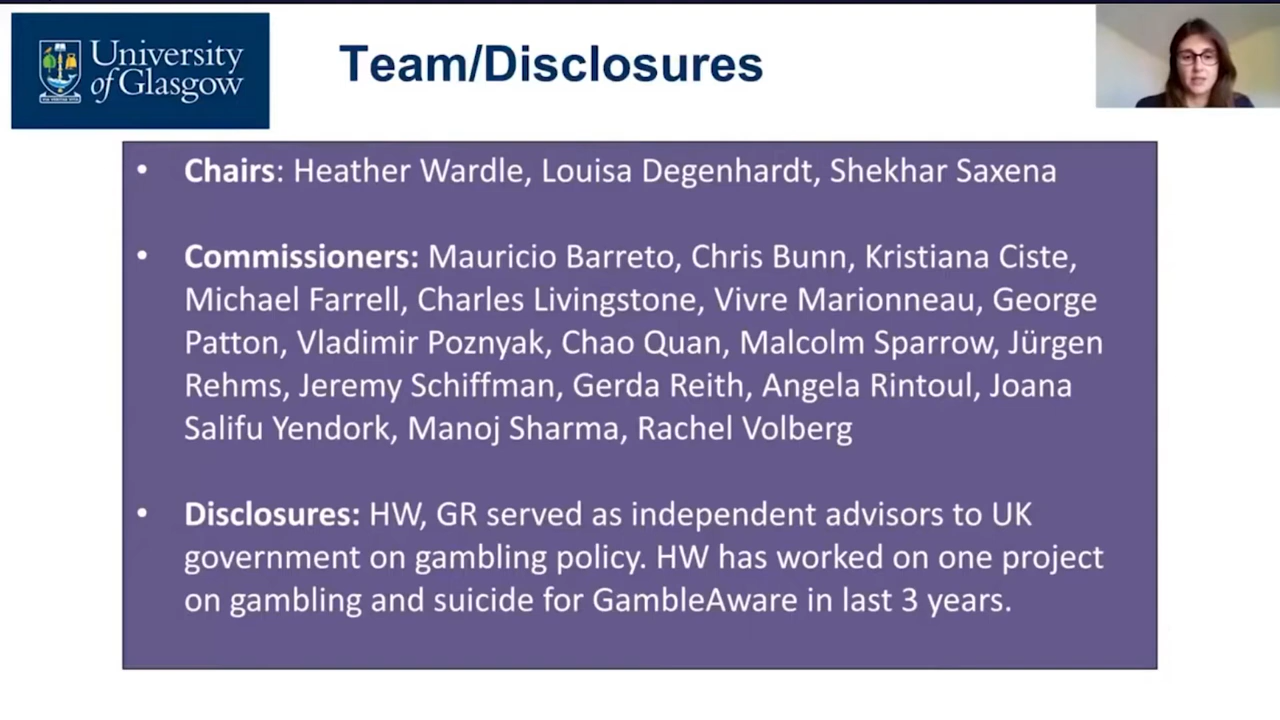 University
of Glasgow
Team/Disclosures
• Chairs: Heather Wardle, Louisa Degenhardt, Shekhar Saxena
• Commissioners: Mauricio Barreto, Chris Bunn, Kristiana Ciste,
Michael Farrell, Charles Livingstone, Vivre Marionneau, George
Patton, Vladimir Poznyak, Chao Quan, Malcolm Sparrow, Jürgen
Rehms, Jeremy Schiffman, Gerda Reith, Angela Rintoul, Joana
Salifu Yendork, Manoj Sharma, Rachel Volberg
• Disclosures: HW, GR served as independent advisors to UK
government on gambling policy. HW has worked on one project
on gambling and suicide for GambleAware in last 3 years.